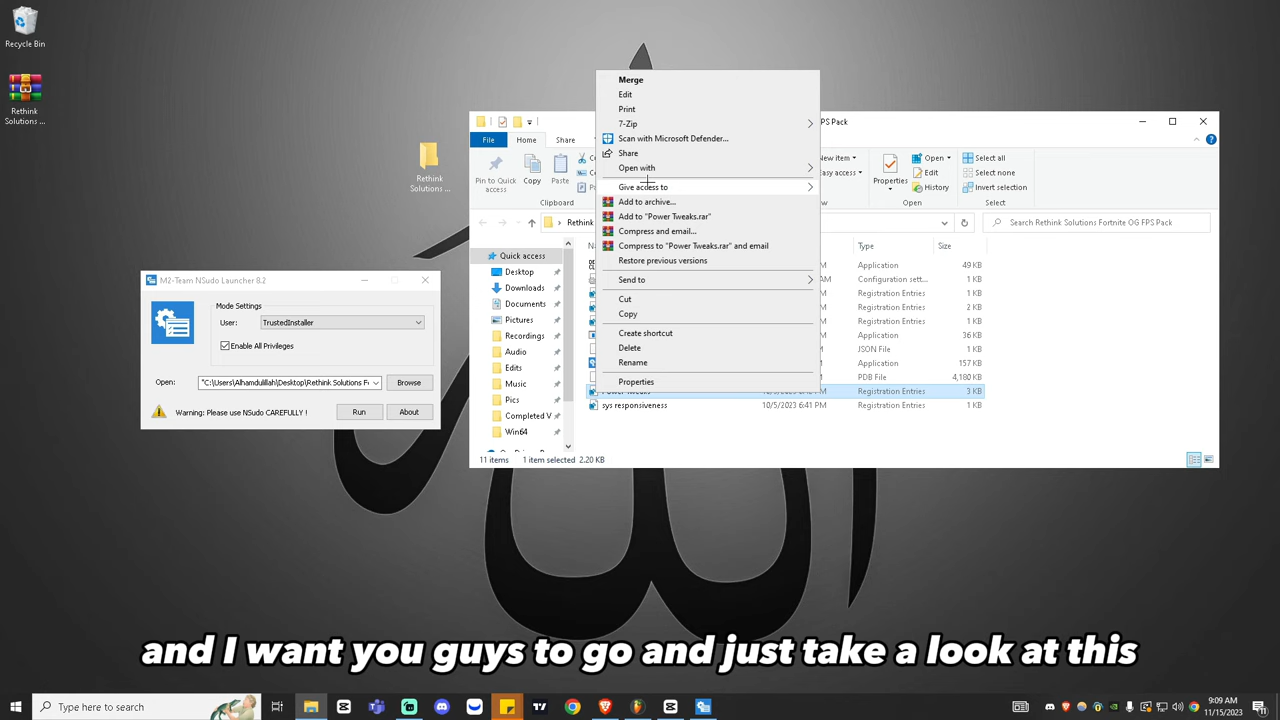 Recycle Bin
Rethink
Solutions ...
Rethink
Solutions ...
M2-Team NSudo Launcher 8.2
Mode Settings
User:
TrustedInstaller
Enable All Privileges
Open:
"C:\Users\Alhamdulillah\Desktop\Rethink Solutions F
Browse
Warning: Please use NSudo CAREFULLY !
Run
About
FPS Pack
File
Home
Share
Pin to Quick
access
Copy
Paste
Clipboard
New item
Easy access
Properties
Open
Edit
History
Open
Select all
Select none
Invert selection
Select
Rethink
Search Rethink Solutions Fortnite OG FPS Pack
Quick access
Desktop
Downloads
Documents
Pictures
Recordings
Audio
Edits
Music
Pics
Completed V
Win64
Type
Size
Application
49 KB
Configuration sett...
1 KB
Registration Entries
3 KB
Registration Entries
2 KB
Registration Entries
1 KB
Application
36 KB
JSON File
1 KB
Application
157 KB
PDB File
4,180 KB
Registration Entries
3 KB
sys responsiveness
10/5/2023 6:41 PM
Registration Entries
1 KB
11 items
1 item selected
2.20 KB
Merge
Edit
Print
7-Zip
Scan with Microsoft Defender...
Share
Open with
Give access to
Add to archive...
Add to "Power Tweaks.rar"
Compress and email...
Compress to "Power Tweaks.rar" and email
Restore previous versions
Send to
Cut
Copy
Create shortcut
Delete
Rename
Properties
and I want you guys to go and just take a look at this
Type here to search
9:09 AM
11/15/2023